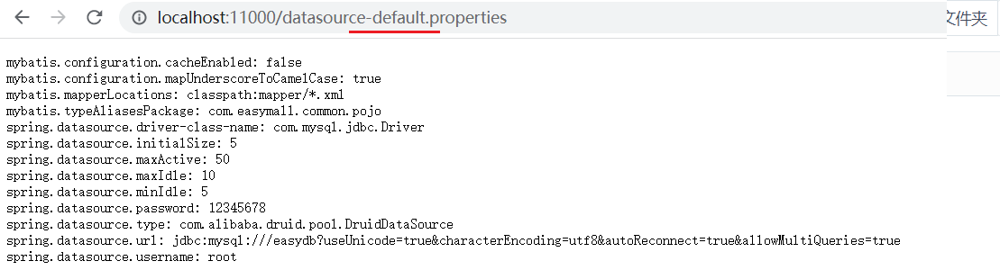 localhost:11000/datasource-default.properties
文件夹
mybatis.configuration.cacheEnabled: false
mybatis.configuration.mapUnderscoreToCamelCase: true
mybatis.mapperLocations: classpath:mapper/*.xml
mybatis.typeAliasesPackage: com.easymall.common.pojo
spring.datasource.driver-class-name: com.mysql.jdbc.Driver
spring.datasource.initialSize: 5
spring.datasource.maxActive: 50
spring.datasource.maxIdle: 10
spring.datasource.minIdle: 5
spring.datasource.password: 12345678
spring.datasource.type: com.alibaba.druid.pool.DruidDataSource
spring.datasource.url: jdbc:mysql:///easydb?useUnicode=true&characterEncoding=utf8&autoReconnect=true&allowMultiQueries=true
spring.datasource.username: root